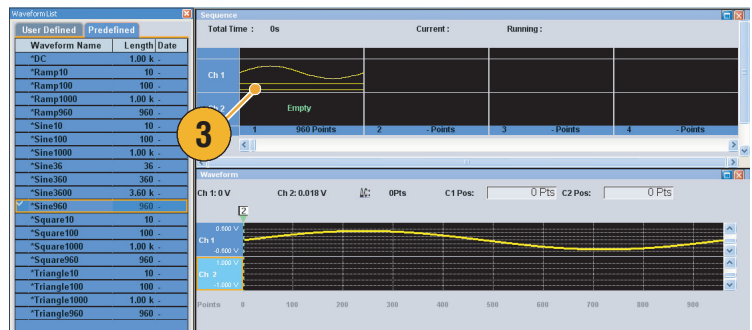 WaveformList
User Defined Predefined
Waveform Name Length Date
*DC 1.00 k -
*Ramp10 10 -
*Ramp100 100 -
*Ramp1000 1.00 k -
*Ramp960 960 -
*Sine10 10 -
*Sine100 100 -
*Sine1000 1.00 k -
*Sine36 36 -
*Sine360 360 -
*Sine3600 3.60 k -
*Sine960 960 -
*Square10 10 -
*Square100 100 -
*Square1000 1.00 k -
*Square960 960 -
*Triangle10 10 -
*Triangle100 100 -
*Triangle1000 1.00 k -
*Triangle960 960 -
Sequence
Total Time : 0s Current : Running :
Ch 1
3
Ch 2 Empty
1 960 Points 2 - Points 3 - Points 4 - Points
Waveform
Ch 1: 0 V Ch 2: 0.018 V ΔC: 0Pts C1 Pos: 0 Pts C2 Pos: 0 Pts
2
0.500 V
Ch 1
-0.500 V
1.000 V
Ch 2
-1.000 V
Points 0 100 200 300 400 500 600 700 800 900